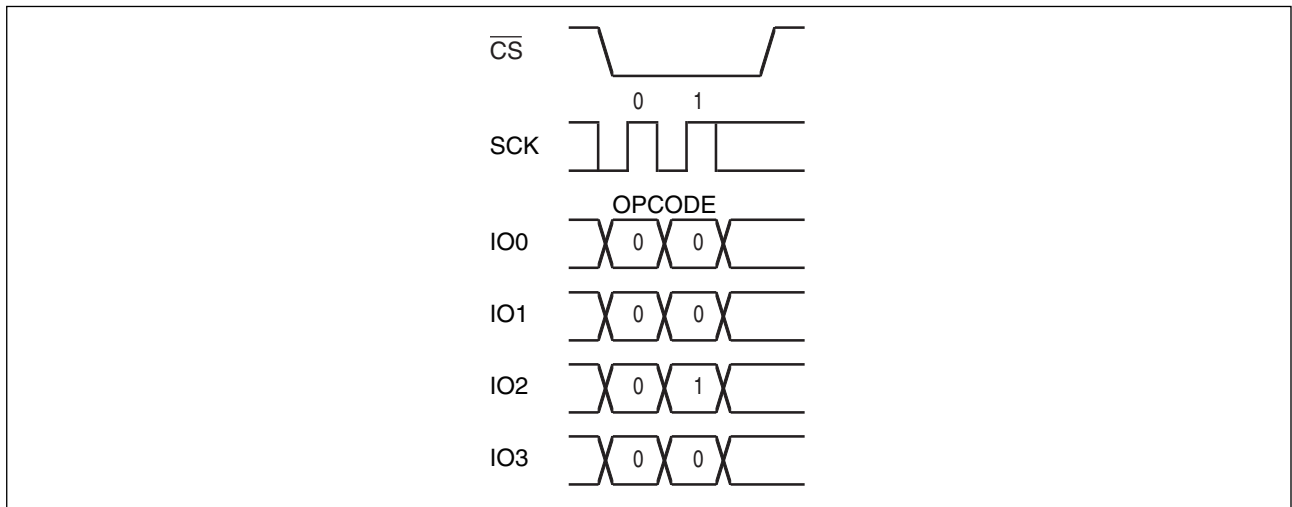 CS
0 1
SCK
OPCODE
IO0 0 0
IO1 0 0
IO2 0 1
IO3 0 0